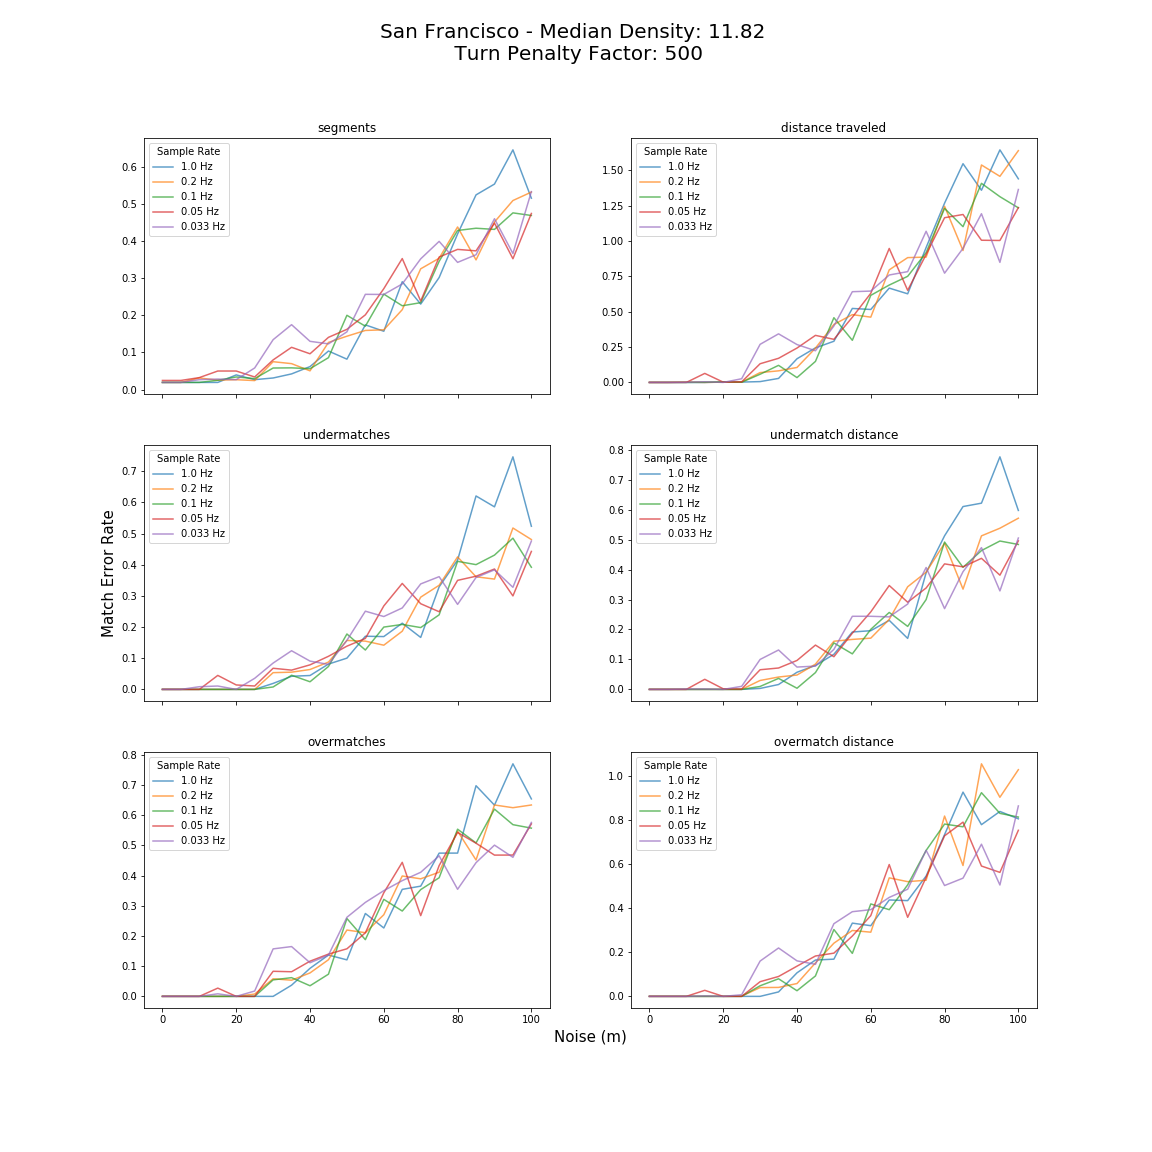 San Francisco - Median Density: 11.82
Turn Penalty Factor: 500
segments
Sample Rate
1.0 Hz
0.2 Hz
0.1 Hz
0.05 Hz
0.033 Hz
0.6
0.5
0.4
0.3
0.2
0.1
0.0
distance traveled
Sample Rate
1.0 Hz
0.2 Hz
0.1 Hz
0.05 Hz
0.033 Hz
1.50
1.25
1.00
0.75
0.50
0.25
0.00
undermatches
Sample Rate
1.0 Hz
0.2 Hz
0.1 Hz
0.05 Hz
0.033 Hz
0.7
0.6
0.5
0.4
0.3
0.2
0.1
0.0
undermatch distance
Sample Rate
1.0 Hz
0.2 Hz
0.1 Hz
0.05 Hz
0.033 Hz
0.8
0.7
0.6
0.5
0.4
0.3
0.2
0.1
0.0
Match Error Rate
overmatches
Sample Rate
1.0 Hz
0.2 Hz
0.1 Hz
0.05 Hz
0.033 Hz
0.8
0.7
0.6
0.5
0.4
0.3
0.2
0.1
0.0
0 20 40 60 80 100
overmatch distance
Sample Rate
1.0 Hz
0.2 Hz
0.1 Hz
0.05 Hz
0.033 Hz
1.0
0.8
0.6
0.4
0.2
0.0
0 20 40 60 80 100
Noise (m)